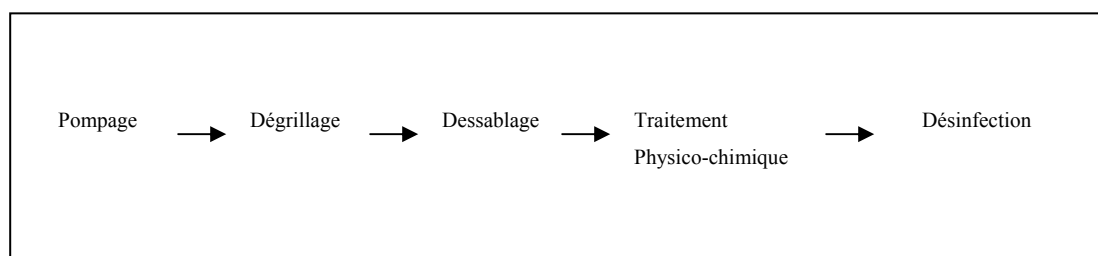 Pompage Dégrillage Dessablage Traitement Désinfection
Physico-chimique